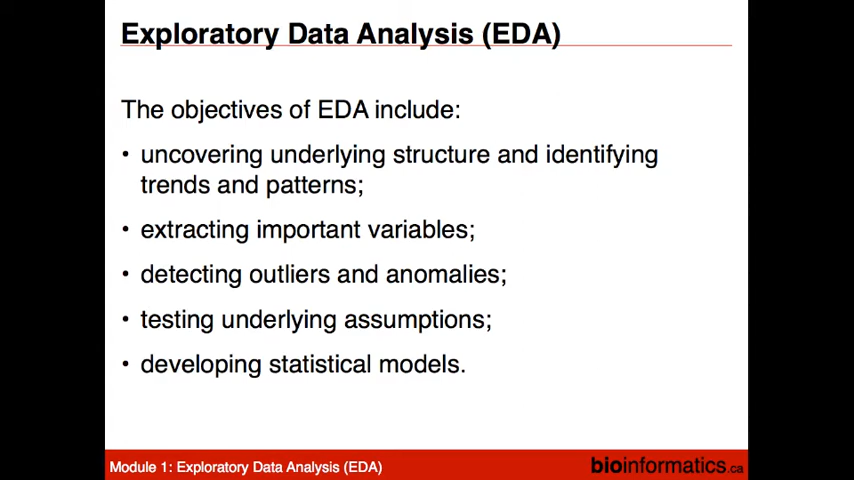 Exploratory Data Analysis (EDA)
The objectives of EDA include:
• uncovering underlying structure and identifying
trends and patterns;
• extracting important variables;
• detecting outliers and anomalies;
• testing underlying assumptions;
• developing statistical models.
Module 1: Exploratory Data Analysis (EDA)
bioinformatics.ca